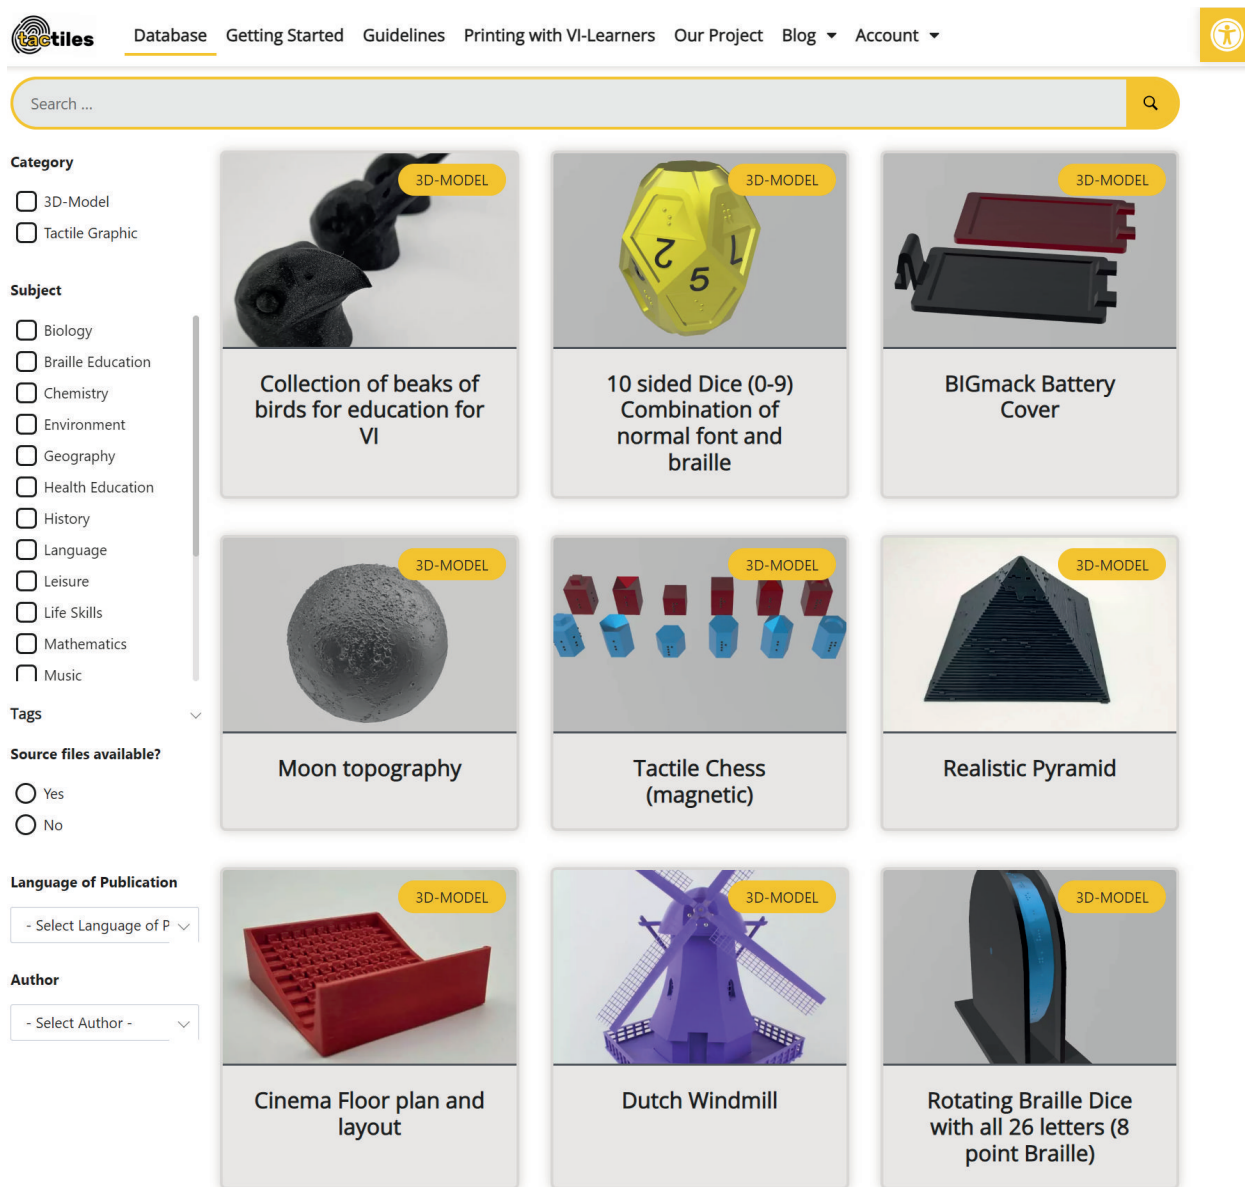 tactiles
Database Getting Started Guidelines Printing with VI-Learners Our Project Blog Account
Search ...
Category
3D-Model
Tactile Graphic
Subject
Biology
Braille Education
Chemistry
Environment
Geography
Health Education
History
Language
Leisure
Life Skills
Mathematics
Music
Tags
Source files available?
Yes
No
Language of Publication
- Select Language of P
Author
- Select Author -
3D-MODEL
Collection of beaks of
birds for education for
VI
3D-MODEL
2
5
1
10 sided Dice (0-9)
Combination of
normal font and
braille
3D-MODEL
BIGmack Battery
Cover
3D-MODEL
Moon topography
3D-MODEL
Tactile Chess
(magnetic)
3D-MODEL
Realistic Pyramid
3D-MODEL
Cinema Floor plan and
layout
3D-MODEL
Dutch Windmill
3D-MODEL
Rotating Braille Dice
with all 26 letters (8
point Braille)